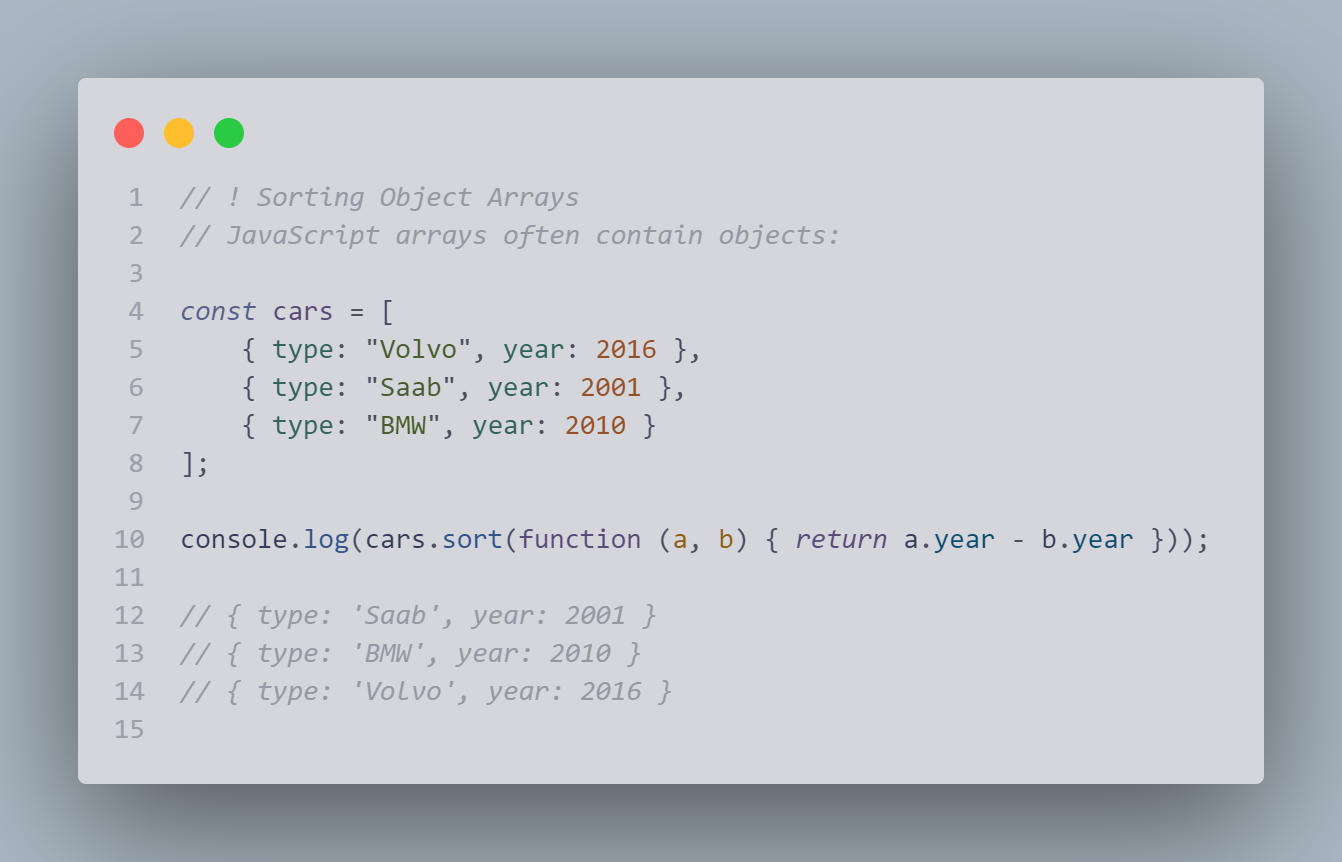 1 // ! Sorting Object Arrays
2 // JavaScript arrays often contain objects:
3
4 const cars = [
5     { type: "Volvo", year: 2016 },
6     { type: "Saab", year: 2001 },
7     { type: "BMW", year: 2010 }
8 ];
9
10 console.log(cars.sort(function (a, b) { return a.year - b.year }));
11
12 // { type: 'Saab', year: 2001 }
13 // { type: 'BMW', year: 2010 }
14 // { type: 'Volvo', year: 2016 }
15